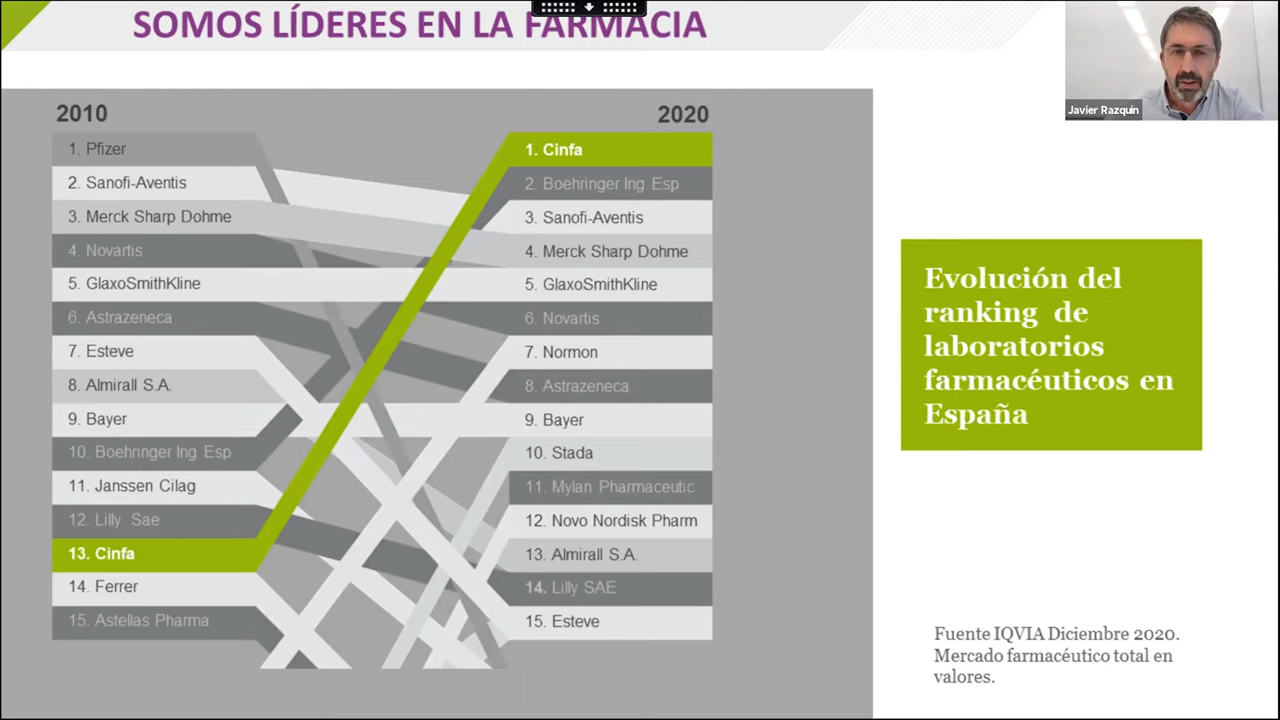 SOMOS LÍDERES EN LA FARMACIA
Javier Razquin
2010
1. Pfizer
2. Sanofi-Aventis
3. Merck Sharp Dohme
4. Novartis
5. GlaxoSmithKline
6. Astrazeneca
7. Esteve
8. Almirall S.A.
9. Bayer
10. Boehringer Ing Esp
11. Janssen Cilag
12. Lilly Sae
13. Cinfa
14. Ferrer
15. Astellas Pharma
2020
1. Cinfa
2. Boehringer Ing Esp
3. Sanofi-Aventis
4. Merck Sharp Dohme
5. GlaxoSmithKline
6. Novartis
7. Normon
8. Astrazeneca
9. Bayer
10. Stada
11. Mylan Pharmaceutic
12. Novo Nordisk Pharm
13. Almirall S.A.
14. Lilly SAE
15. Esteve
Evolución del
ranking de
laboratorios
farmacéuticos en
España
Fuente IQVIA Diciembre 2020.
Mercado farmacéutico total en
valores.